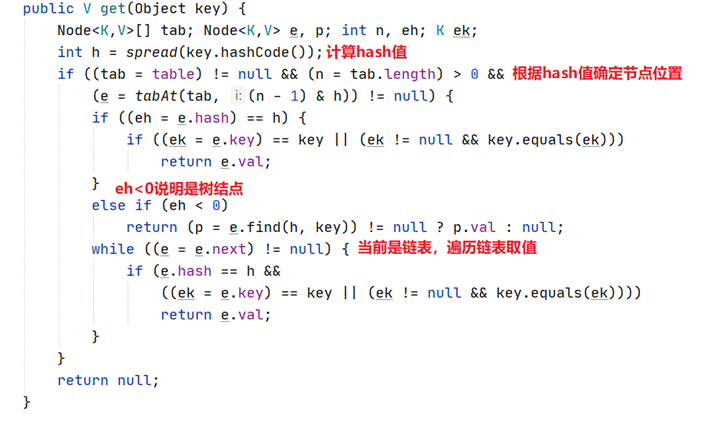 public V get(Object key) {
    Node<K,V>[] tab; Node<K,V> e, p; int n, eh; K ek;
    int h = spread(key.hashCode()); 计算hash值
    if ((tab = table) != null && (n = tab.length) > 0 && 根据hash值确定节点位置
        (e = tabAt(tab, i: (n - 1) & h)) != null) {
        if ((eh = e.hash) == h) {
            if ((ek = e.key) == key || (ek != null && key.equals(ek)))
                return e.val;
        }
        eh<0说明是树结点
        else if (eh < 0)
            return (p = e.find(h, key)) != null ? p.val : null;
        while ((e = e.next) != null) { 当前是链表，遍历链表取值
            if (e.hash == h &&
                ((ek = e.key) == key || (ek != null && key.equals(ek))))
                return e.val;
        }
    }
    return null;
}